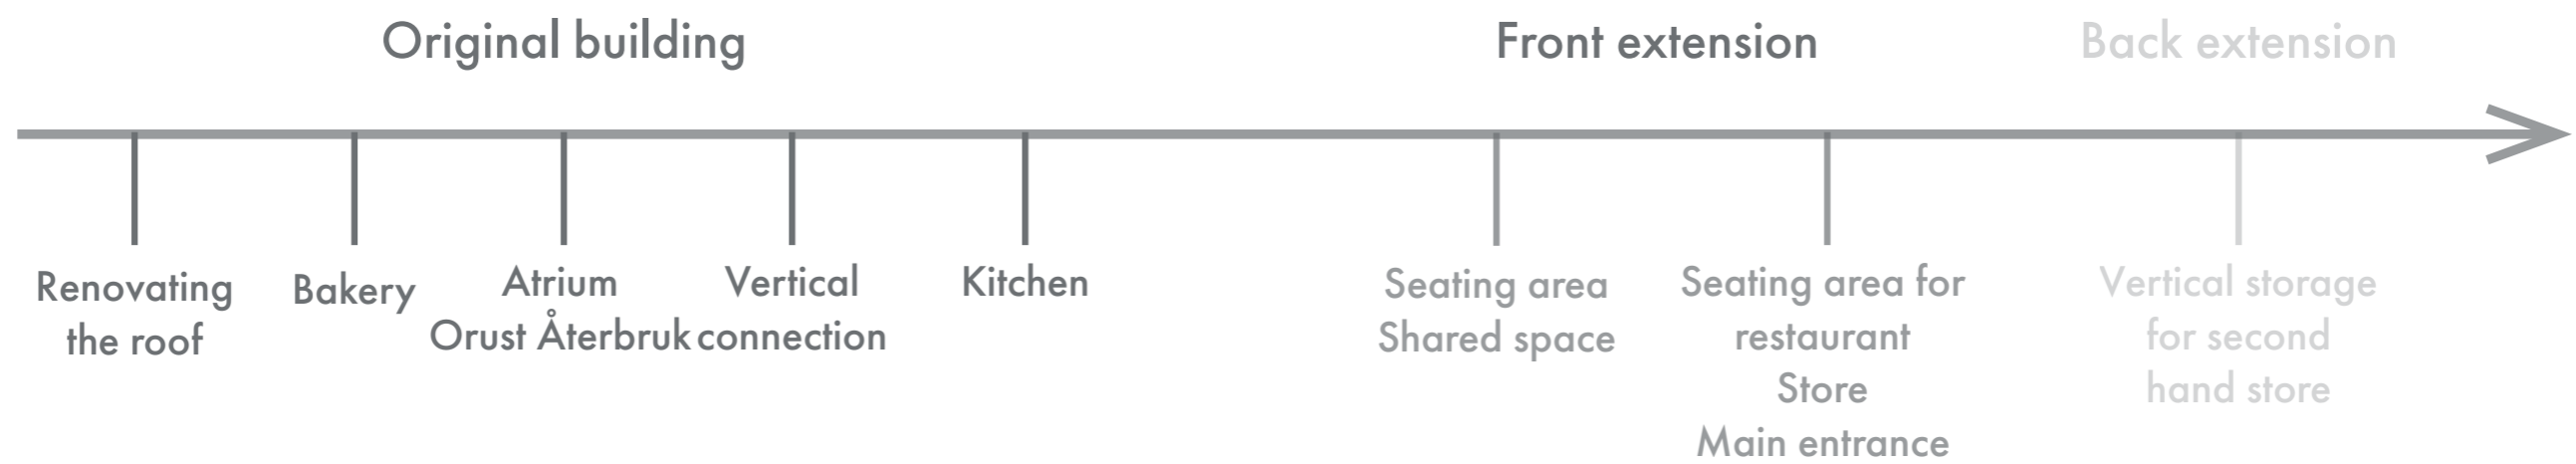 Original building
Front extension
Back extension
Renovating
the roof
Bakery
Atrium
Orust Återbruk
Vertical
connection
Kitchen
Seating area
Shared space
Seating area for
restaurant
Store
Main entrance
Vertical storage
for second
hand store